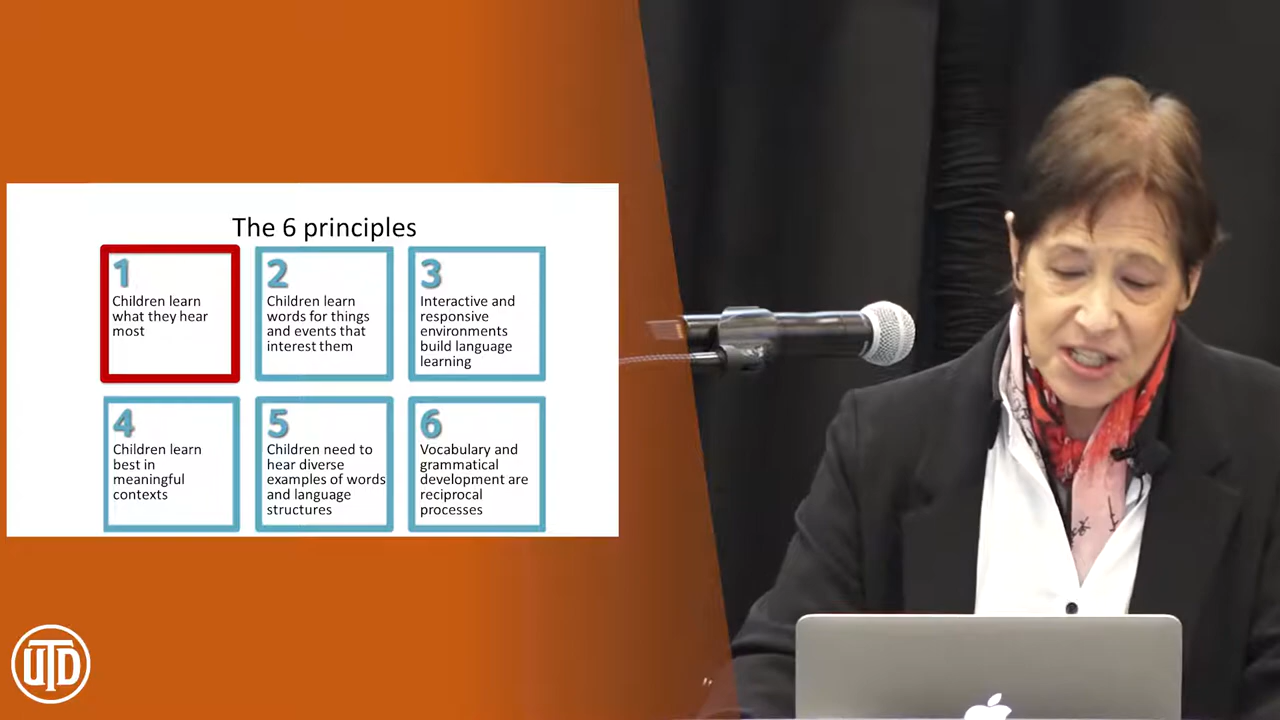 The 6 principles
1
Children learn
what they hear
most
2
Children learn
words for things
and events that
interest them
3
Interactive and
responsive
environments
build language
learning
4
Children learn
best in
meaningful
contexts
5
Children need to
hear diverse
examples of words
and language
structures
6
Vocabulary and
grammatical
development are
reciprocal
processes
UTD